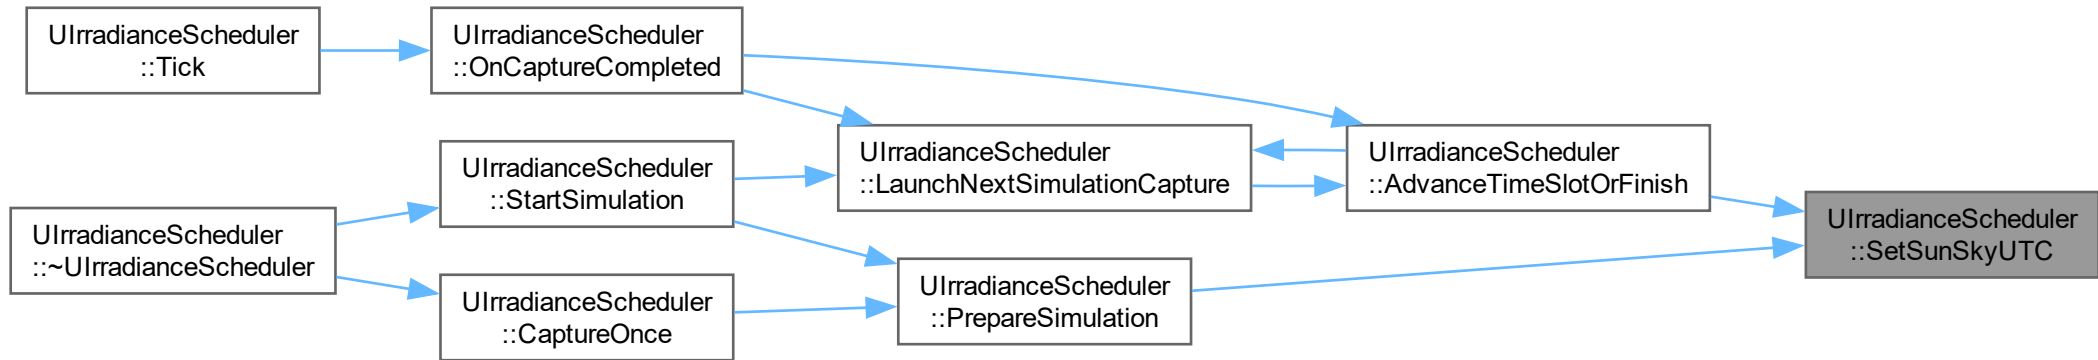 UIrradianceScheduler
::Tick
UIrradianceScheduler
::OnCaptureCompleted
UIrradianceScheduler
::StartSimulation
UIrradianceScheduler
::LaunchNextSimulationCapture
UIrradianceScheduler
::AdvanceTimeSlotOrFinish
UIrradianceScheduler
::SetSunSkyUTC
UIrradianceScheduler
::~UIrradianceScheduler
UIrradianceScheduler
::PrepareSimulation
UIrradianceScheduler
::CaptureOnce